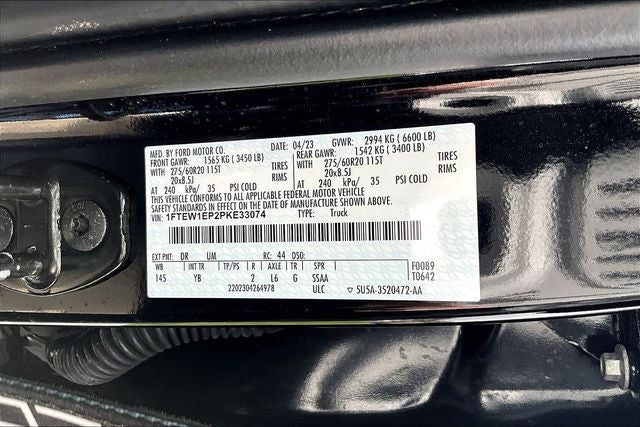 MFD. BY FORD MOTOR CO. DATE: 04/23 GVWR: 2994 KG ( 6600 LB)
FRONT GAWR: 1565 KG ( 3450 LB) REAR GAWR: 1542 KG ( 3400 LB)
WITH 275/60R20 115T TIRES WITH 275/60R20 115T TIRES
20x8.5J RIMS 20x8.5J RIMS
AT 240 kPa/ 35 PSI COLD AT 240 kPa/ 35 PSI COLD
THIS VEHICLE CONFORMS TO ALL APPLICABLE FEDERAL MOTOR VEHICLE
SAFETY STANDARDS IN EFFECT ON THE DATE OF MANUFACTURE SHOWN ABOVE.
VIN: 1FTEW1EP2PKE33074 TYPE: Truck
EXT PNT: DR UM RC: 44 DSO: F0089
WB INT TR TP/PS R AXLE TR SPR T0642
145 YB 2 L6 G SSAA
2202304264978 ULC ▽ 5U5A-3520472-AA